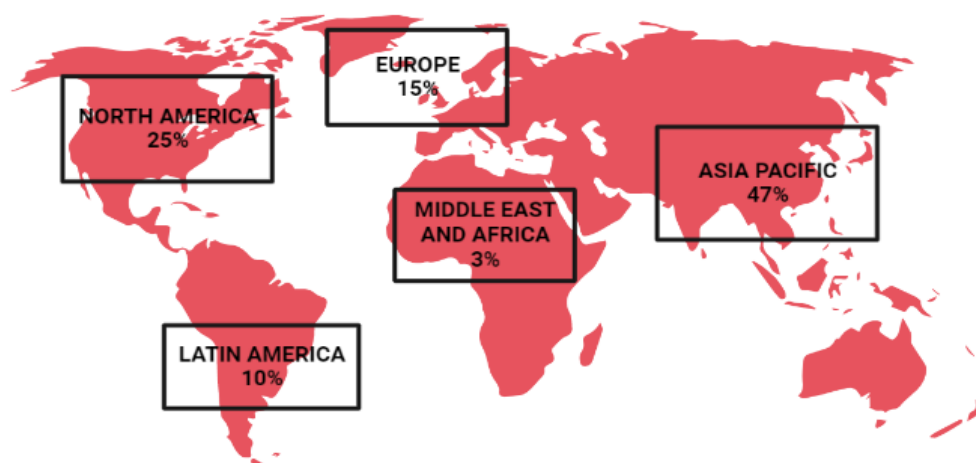 EUROPE
15%
NORTH AMERICA
25%
ASIA PACIFIC
47%
MIDDLE EAST
AND AFRICA
3%
LATIN AMERICA
10%